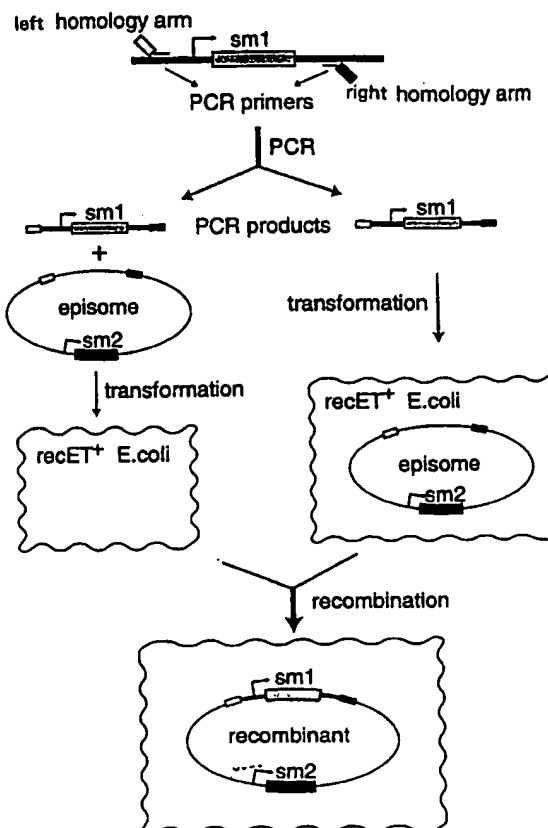 left homology arm
sm1
PCR primers
right homology arm
PCR
sm1
PCR products
sm1
+
episome
sm2
transformation
transformation
recET+ E.coli
recET+ E.coli
episome
sm2
recombination
sm1
recombinant
sm2